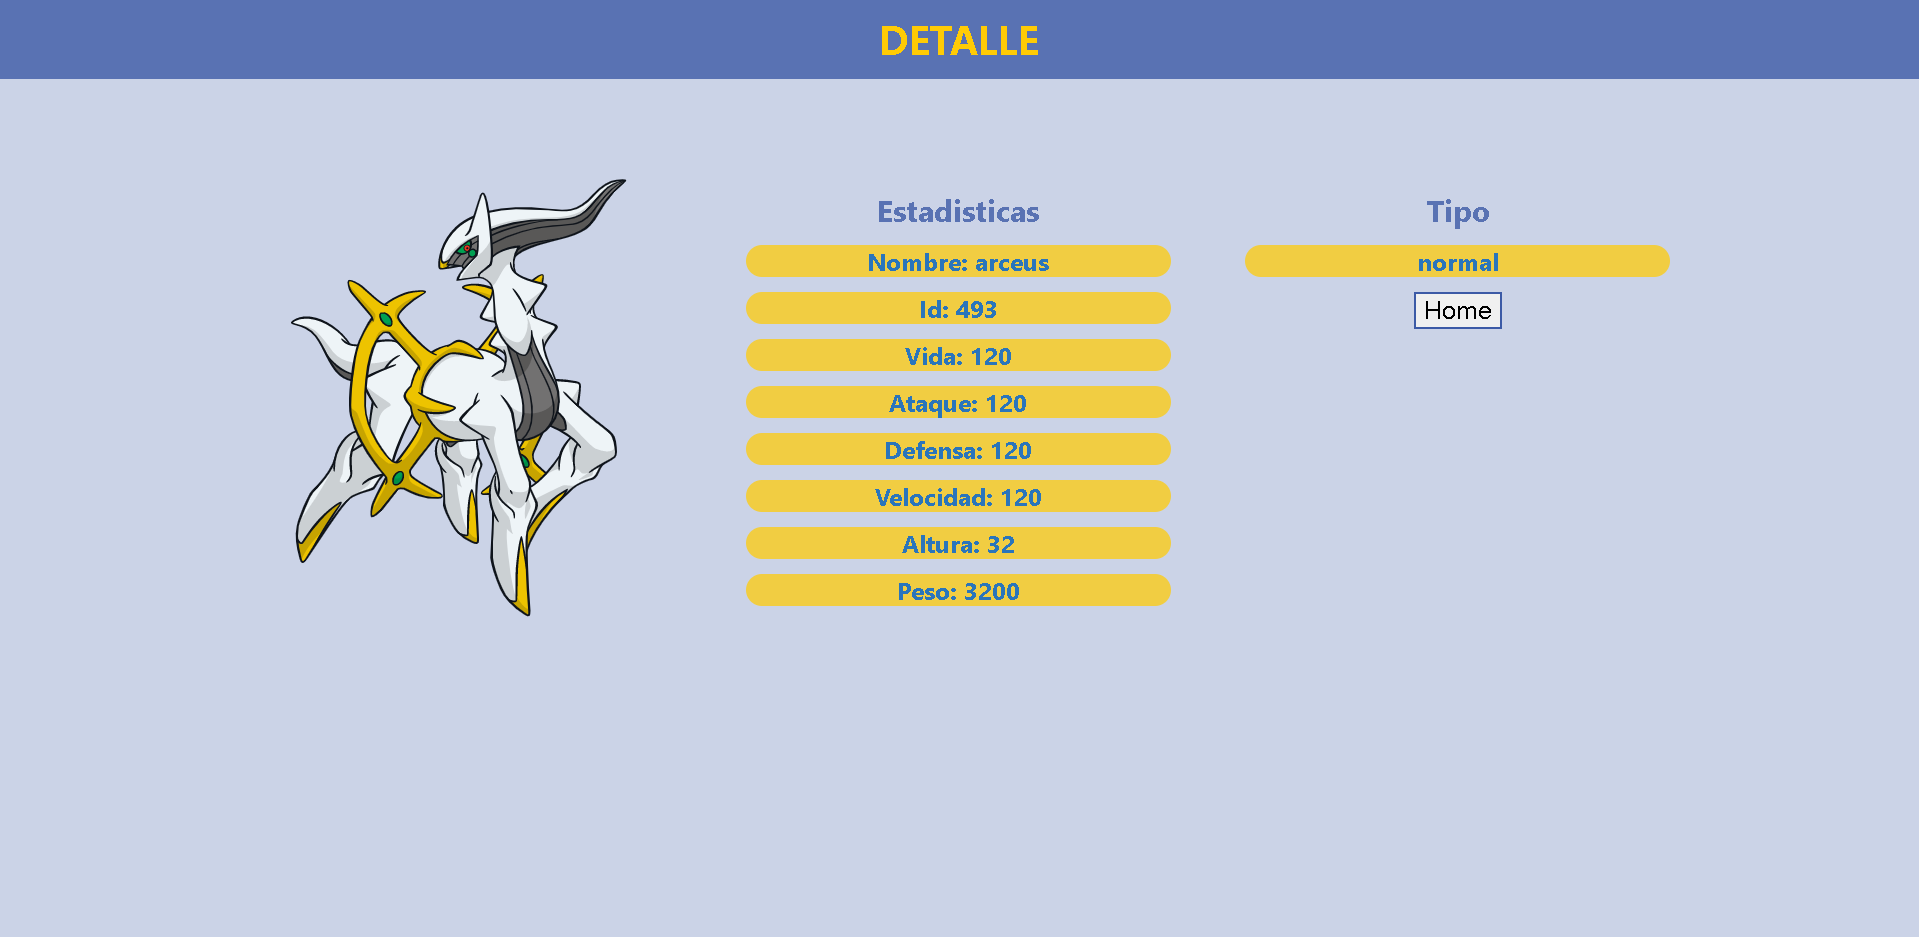 DETALLE
Estadisticas
Nombre: arceus
Id: 493
Vida: 120
Ataque: 120
Defensa: 120
Velocidad: 120
Altura: 32
Peso: 3200
Tipo
normal
Home